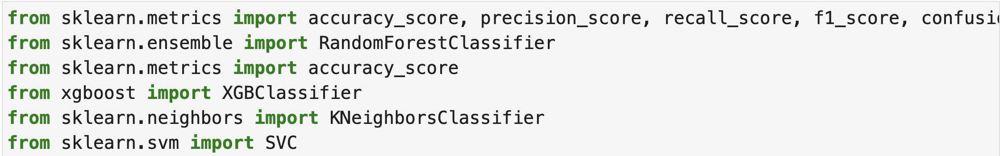 from sklearn.metrics import accuracy_score, precision_score, recall_score, f1_score,
from sklearn.ensemble import RandomForestClassifier
from sklearn.metrics import accuracy_score
from xgboost import XGBClassifier
from sklearn.neighbors import KNeighborsClassifier
from sklearn.svm import SVC